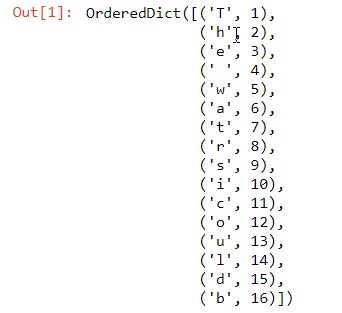 Out[1]: OrderedDict([('T', 1),
('h', 2),
('e', 3),
(' ', 4),
('w', 5),
('a', 6),
('t', 7),
('r', 8),
('s', 9),
('i', 10),
('c', 11),
('o', 12),
('u', 13),
('l', 14),
('d', 15),
('b', 16)])